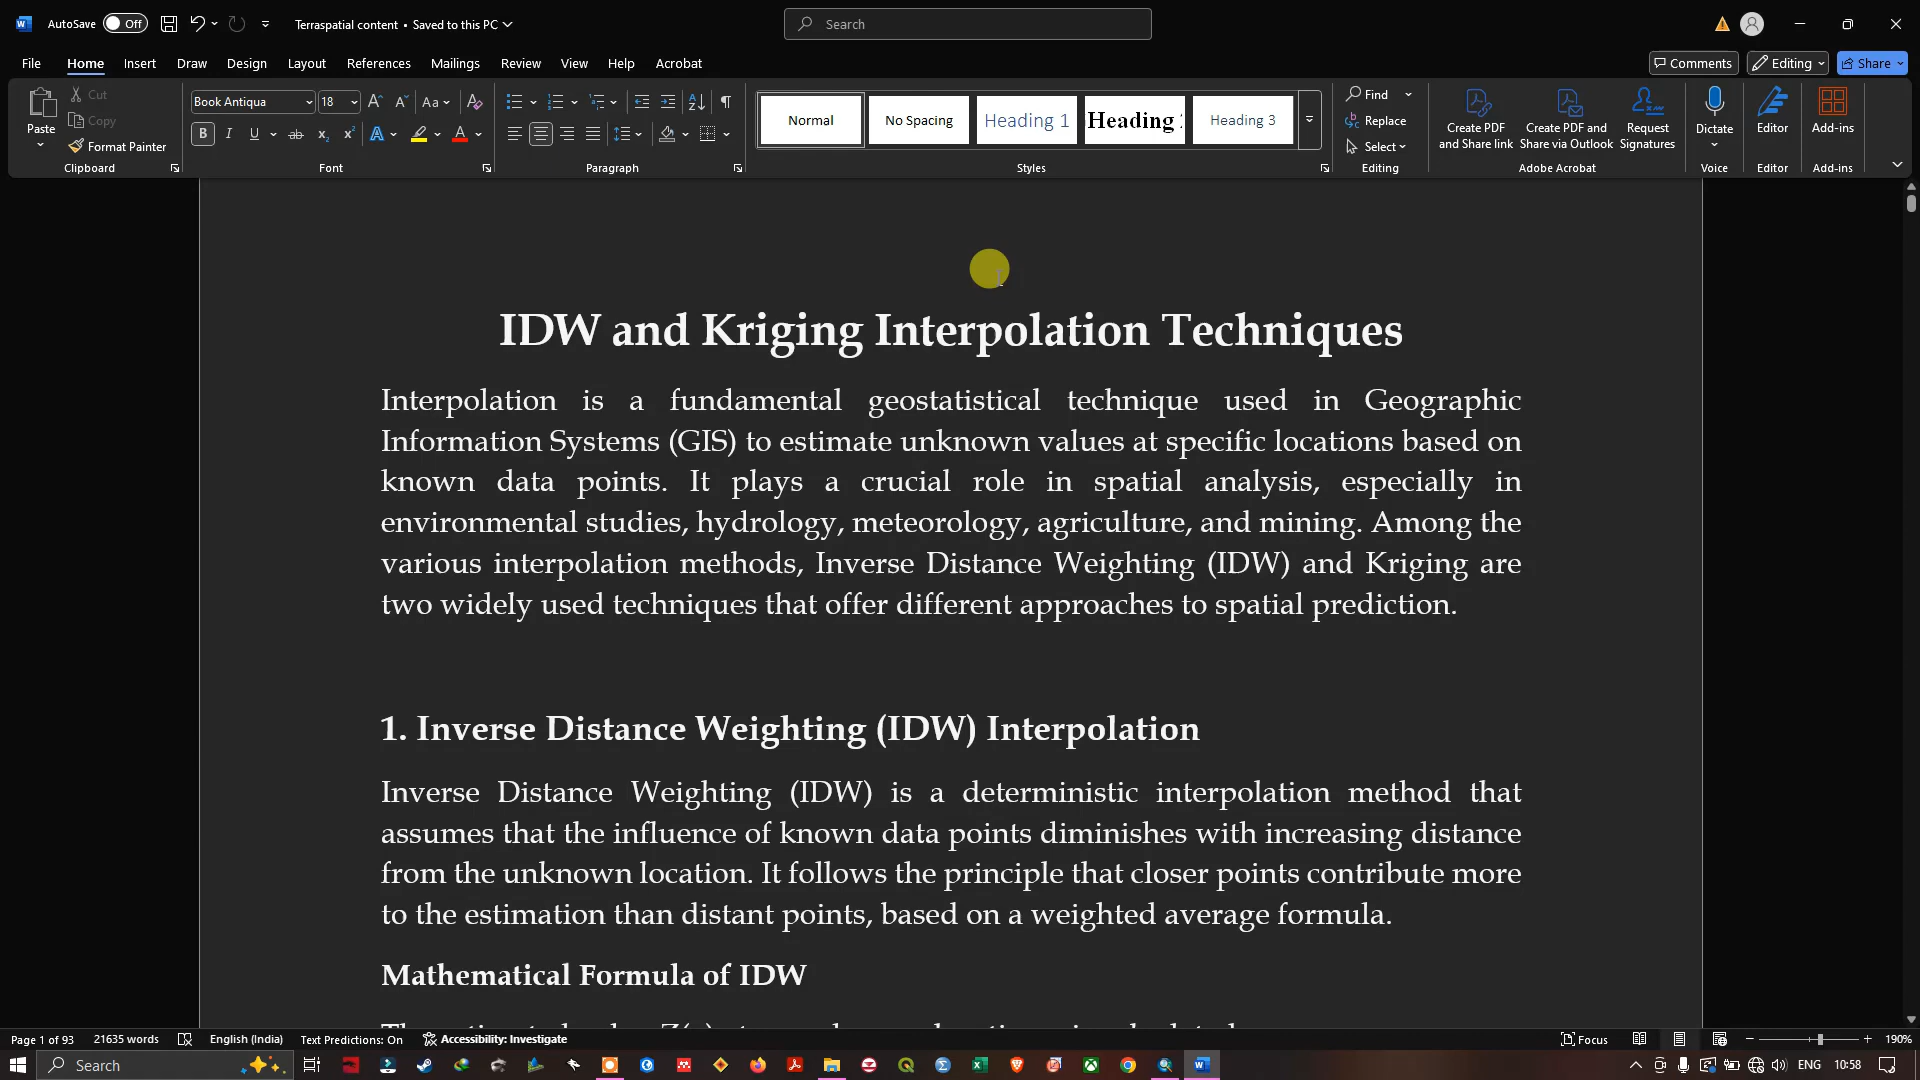 AutoSave Off Terraspatial content • Saved to this PC Search
File Home Insert Draw Design Layout References Mailings Review View Help Acrobat Comments Editing Share
Paste Cut Copy Format Painter Clipboard
Book Antiqua 18 Font
Paragraph
Normal No Spacing Heading 1 Heading Heading 3 Styles
Find Replace Select Editing
Create PDF and Share link Create PDF and Share via Outlook Request Signatures Adobe Acrobat
Dictate Voice Editor Editor Add-ins Add-ins
IDW and Kriging Interpolation Techniques
Interpolation is a fundamental geostatistical technique used in Geographic
Information Systems (GIS) to estimate unknown values at specific locations based on
known data points. It plays a crucial role in spatial analysis, especially in
environmental studies, hydrology, meteorology, agriculture, and mining. Among the
various interpolation methods, Inverse Distance Weighting (IDW) and Kriging are
two widely used techniques that offer different approaches to spatial prediction.
1. Inverse Distance Weighting (IDW) Interpolation
Inverse Distance Weighting (IDW) is a deterministic interpolation method that
assumes that the influence of known data points diminishes with increasing distance
from the unknown location. It follows the principle that closer points contribute more
to the estimation than distant points, based on a weighted average formula.
Mathematical Formula of IDW
Page 1 of 93 21635 words English (India) Text Predictions: On Accessibility: Investigate Focus 190%
Search ENG 10:58